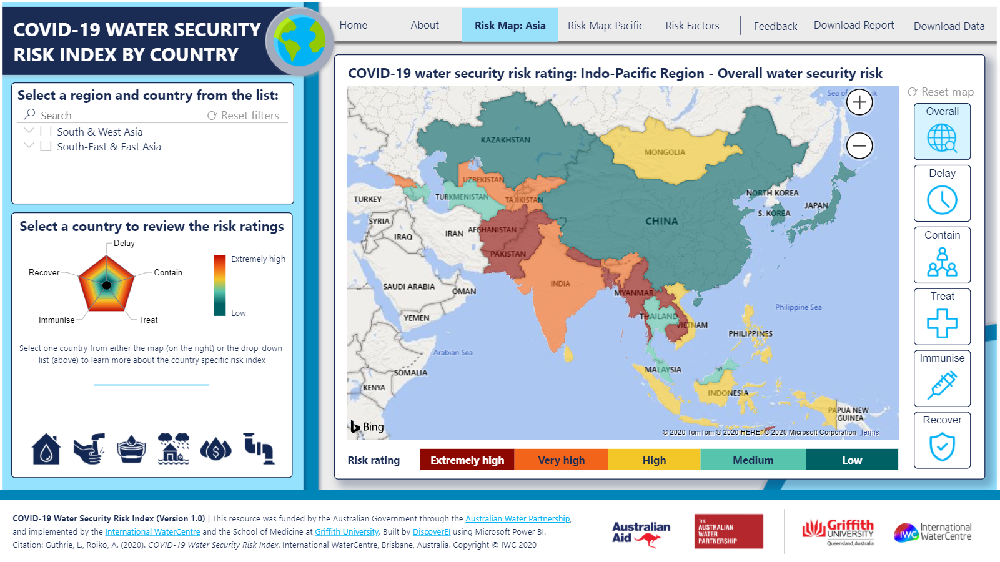 COVID-19 WATER SECURITY
RISK INDEX BY COUNTRY
Home
About
Risk Map: Asia
Risk Map: Pacific
Risk Factors
Feedback
Download Report
Download Data
Select a region and country from the list:
Search
Reset filters
South & West Asia
South-East & East Asia
Select a country to review the risk ratings
Delay
Contain
Treat
Immunise
Recover
Extremely high
Low
Select one country from either the map (on the right) or the drop-down
list (above) to learn more about the country specific risk index
COVID-19 water security risk rating: Indo-Pacific Region - Overall water security risk
Reset map
KAZAKHSTAN
MONGOLIA
UZBEKISTAN
TURKMENISTAN
TAJIKISTAN
TURKEY
SYRIA
IRAQ
IRAN
AFGHANISTAN
PAKISTAN
CHINA
NORTH KOREA
S. KOREA
JAPAN
SAUDI ARABIA
OMAN
YEMEN
INDIA
MYANMAR
THAILAND
VIETNAM
Philippine Sea
PHILIPPINES
Arabian Sea
SOMALIA
KENYA
MALAYSIA
INDONESIA
PAPUA NEW
GUINEA
Bing
© 2020 TomTom © 2020 HERE, © 2020 Microsoft Corporation Terms
Overall
Delay
Contain
Treat
Immunise
Recover
Risk rating
Extremely high
Very high
High
Medium
Low
COVID-19 Water Security Risk Index (Version 1.0) | This resource was funded by the Australian Government through the Australian Water Partnership,
and implemented by the International WaterCentre and the School of Medicine at Griffith University. Built by DiscoverEI using Microsoft Power BI.
Citation: Guthrie, L., Roiko, A. (2020). COVID-19 Water Security Risk Index. International WaterCentre, Brisbane, Australia. Copyright © IWC 2020
Australian
Aid
THE
AUSTRALIAN
WATER
PARTNERSHIP
Griffith
UNIVERSITY
Queensland, Australia
IWC
International
WaterCentre